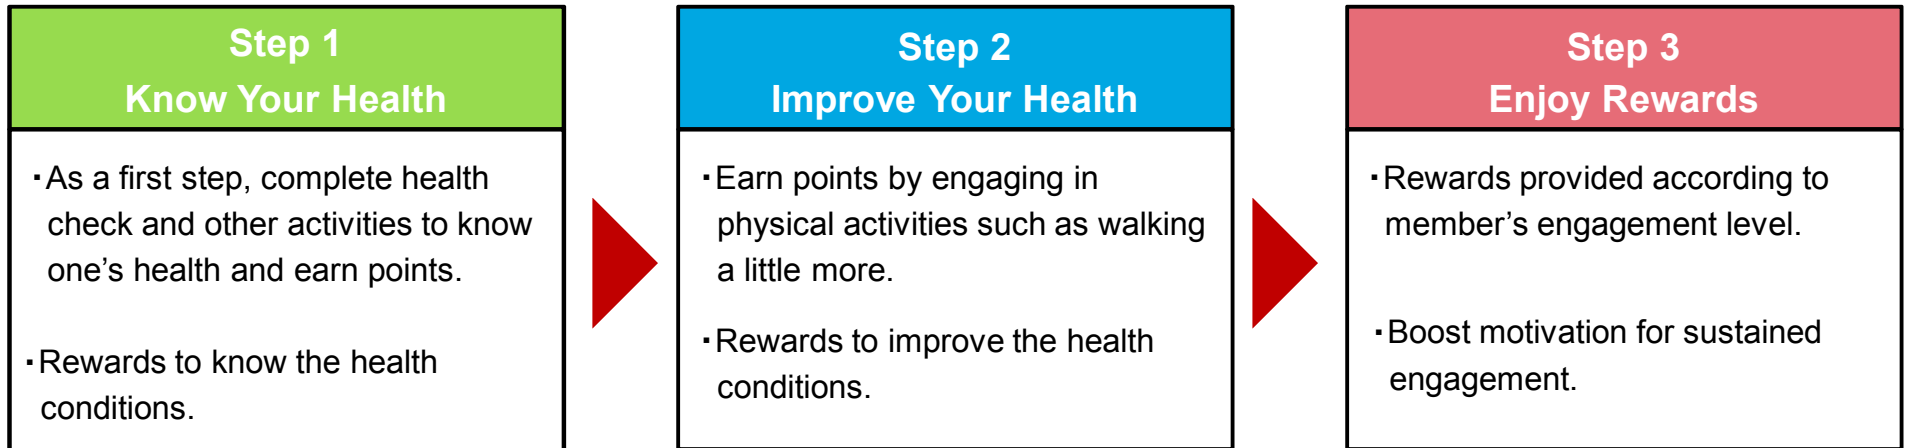 Step 1
Know Your Health
・As a first step, complete health
check and other activities to know
one’s health and earn points.
・Rewards to know the health
conditions.
Step 2
Improve Your Health
・Earn points by engaging in
physical activities such as walking
a little more.
・Rewards to improve the health
conditions.
Step 3
Enjoy Rewards
・Rewards provided according to
member’s engagement level.
・Boost motivation for sustained
engagement.